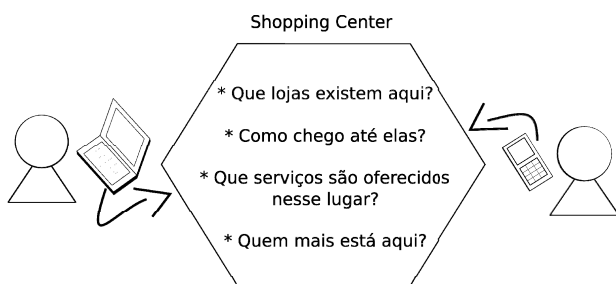 Shopping Center
* Que lojas existem aqui?
* Como chego até elas?
* Que serviços são oferecidos
nesse lugar?
* Quem mais está aqui?